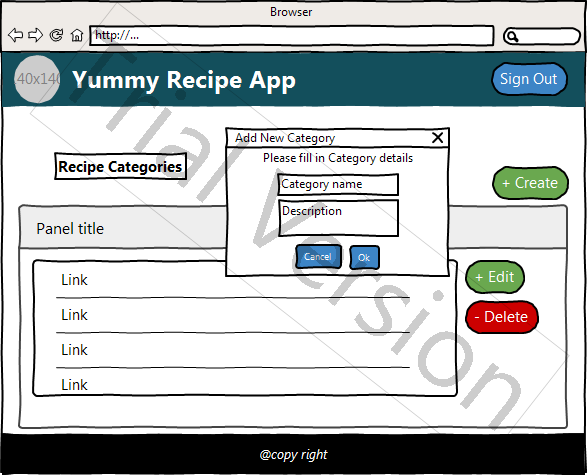 Browser
http://...
40x140
Yummy Recipe App
Sign Out
Add New Category
Please fill in Category details
Recipe Categories
Category name
+ Create
Description
Panel title
Cancel
Ok
Link
+ Edit
Link
- Delete
Link
Link
@copy right
Trial Version